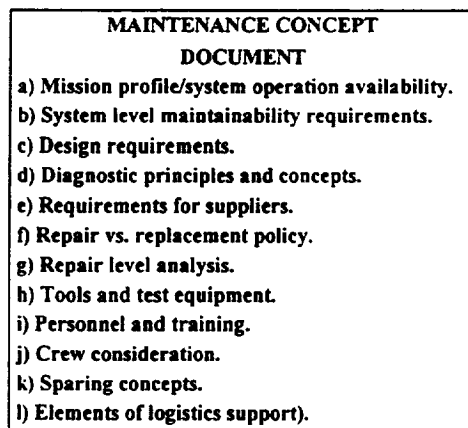 MAINTENANCE CONCEPT
DOCUMENT
a) Mission profile/system operation availability.
b) System level maintainability requirements.
c) Design requirements.
d) Diagnostic principles and concepts.
e) Requirements for suppliers.
f) Repair vs. replacement policy.
g) Repair level analysis.
h) Tools and test equipment.
i) Personnel and training.
j) Crew consideration.
k) Sparing concepts.
l) Elements of logistics support).